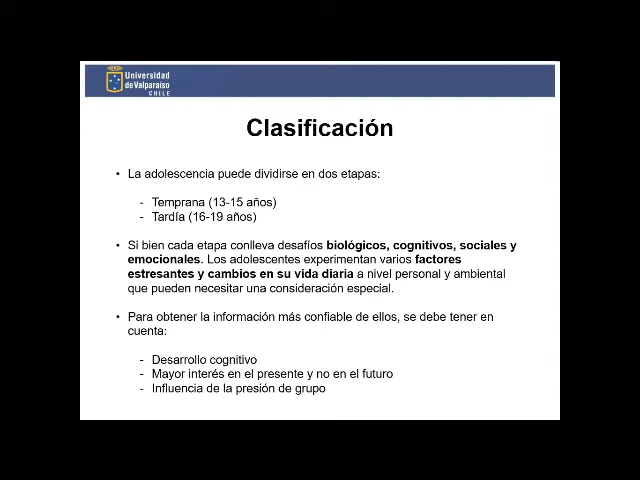 Universidad
de Valparaíso
CHILE
Clasificación
• La adolescencia puede dividirse en dos etapas:
- Temprana (13-15 años)
- Tardía (16-19 años)
• Si bien cada etapa conlleva desafíos biológicos, cognitivos, sociales y
emocionales. Los adolescentes experimentan varios factores
estresantes y cambios en su vida diaria a nivel personal y ambiental
que pueden necesitar una consideración especial.
• Para obtener la información más confiable de ellos, se debe tener en
cuenta:
- Desarrollo cognitivo
- Mayor interés en el presente y no en el futuro
- Influencia de la presión de grupo